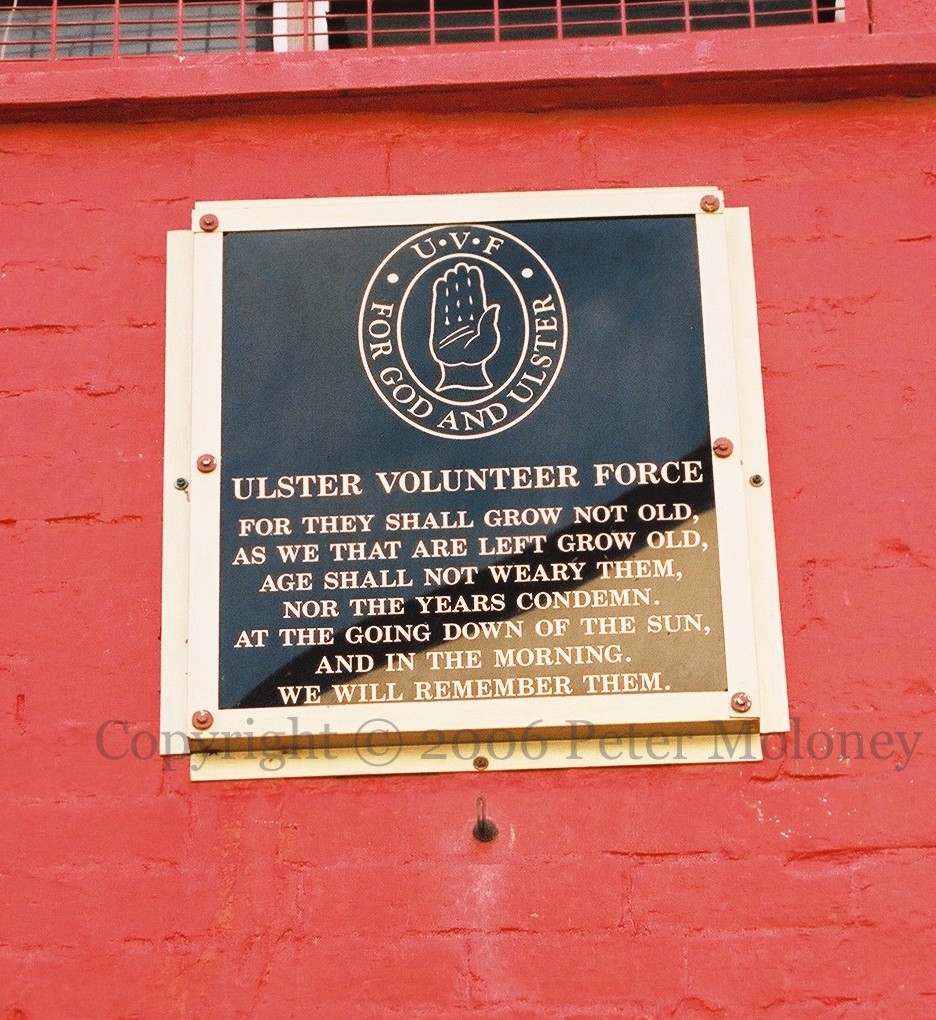 U·V·F
FOR GOD AND ULSTER
ULSTER VOLUNTEER FORCE
FOR THEY SHALL GROW NOT OLD,
AS WE THAT ARE LEFT GROW OLD,
AGE SHALL NOT WEARY THEM,
NOR THE YEARS CONDEMN.
AT THE GOING DOWN OF THE SUN,
AND IN THE MORNING.
WE WILL REMEMBER THEM.
Copyright © 2006 Peter Moloney